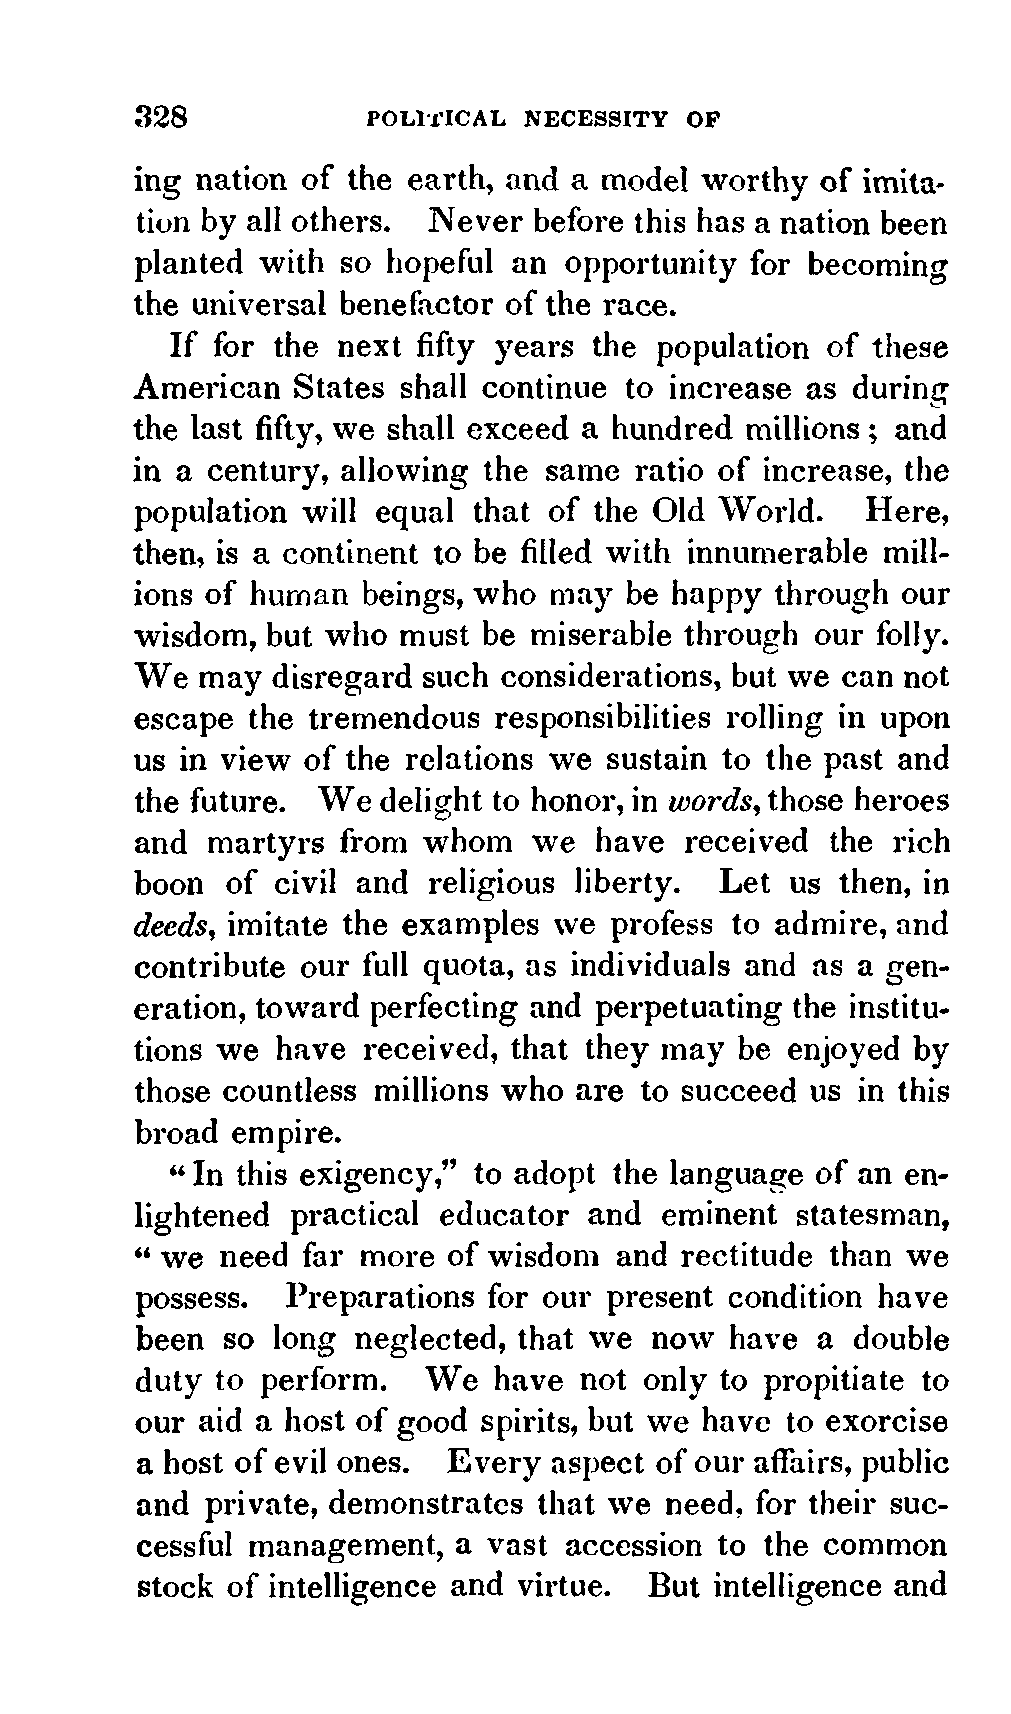 328 POLITICAL NECESSITY OF
ing nation of the earth, and a model worthy of imita-
tion by all others. Never before this has a nation been
planted with so hopeful an opportunity for becoming
the universal benefactor of the race.
If for the next fifty years the population of these
American States shall continue to increase as during
the last fifty, we shall exceed a hundred millions; and
in a century, allowing the same ratio of increase, the
population will equal that of the Old World. Here,
then, is a continent to be filled with innumerable mill-
ions of human beings, who may be happy through our
wisdom, but who must be miserable through our folly.
We may disregard such considerations, but we can not
escape the tremendous responsibilities rolling in upon
us in view of the relations we sustain to the past and
the future. We delight to honor, in words, those heroes
and martyrs from whom we have received the rich
boon of civil and religious liberty. Let us then, in
deeds, imitate the examples we profess to admire, and
contribute our full quota, as individuals and as a gen-
eration, toward perfecting and perpetuating the institu-
tions we have received, that they may be enjoyed by
those countless millions who are to succeed us in this
broad empire.
“In this exigency,” to adopt the language of an en-
lightened practical educator and eminent statesman,
“we need far more of wisdom and rectitude than we
possess. Preparations for our present condition have
been so long neglected, that we now have a double
duty to perform. We have not only to propitiate to
our aid a host of good spirits, but we have to exorcise
a host of evil ones. Every aspect of our affairs, public
and private, demonstrates that we need, for their suc-
cessful management, a vast accession to the common
stock of intelligence and virtue. But intelligence and